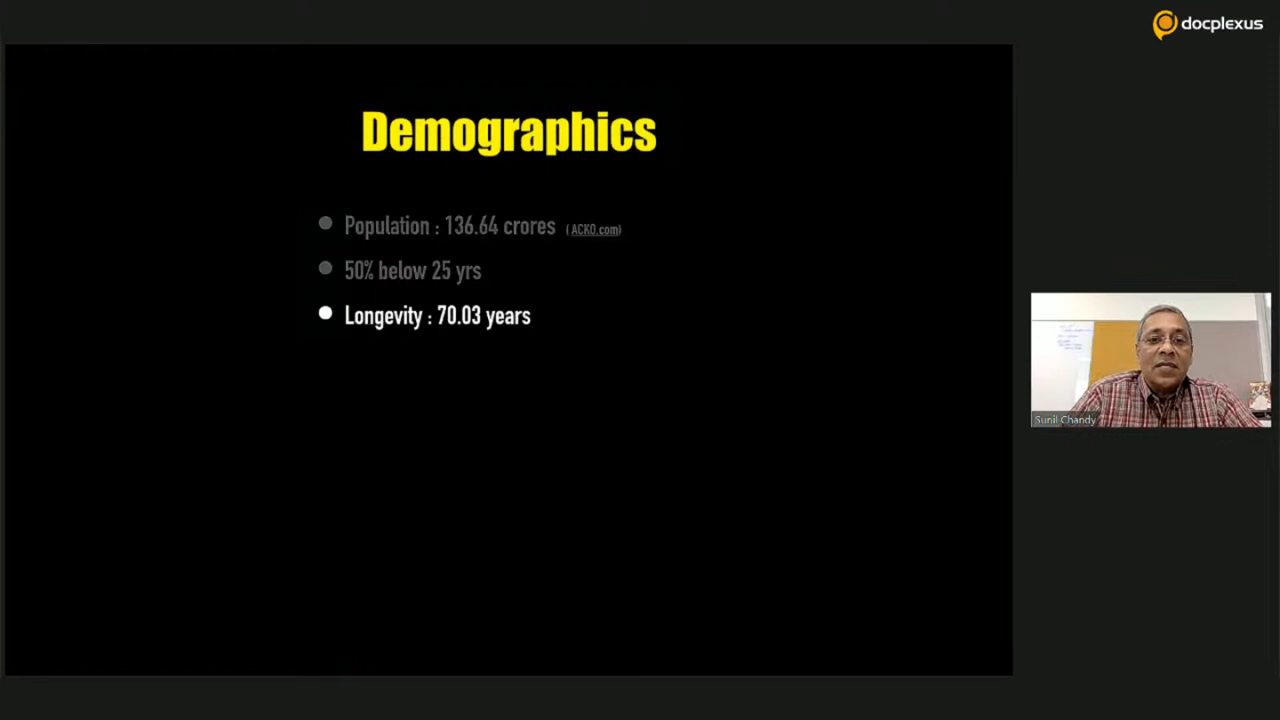 docplexus
Demographics
Population : 136.64 crores (ACKO.com)
50% below 25 yrs
Longevity : 70.03 years
Sunil Chandy